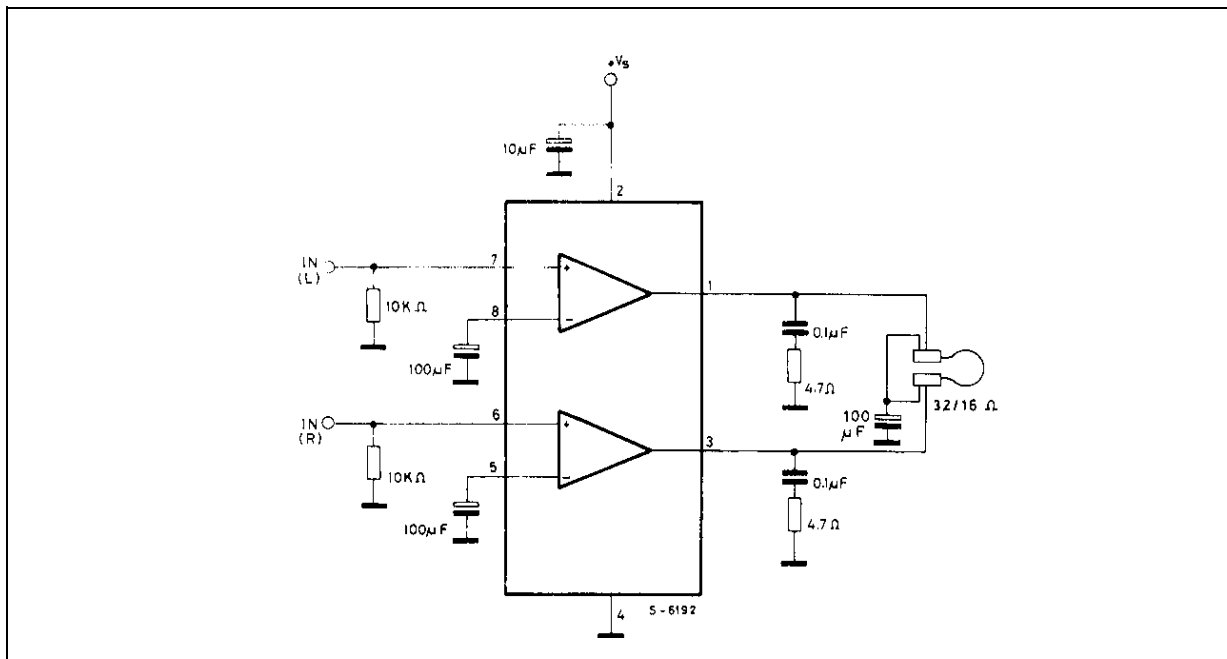 +Vs
10µF
2
IN
(L)
7
10KΩ
8
100µF
1
0.1µF
4.7Ω
32/16 Ω
100
µF
IN
(R)
6
10KΩ
5
100µF
3
0.1µF
4.7Ω
4
S-6192
+
−
+
−